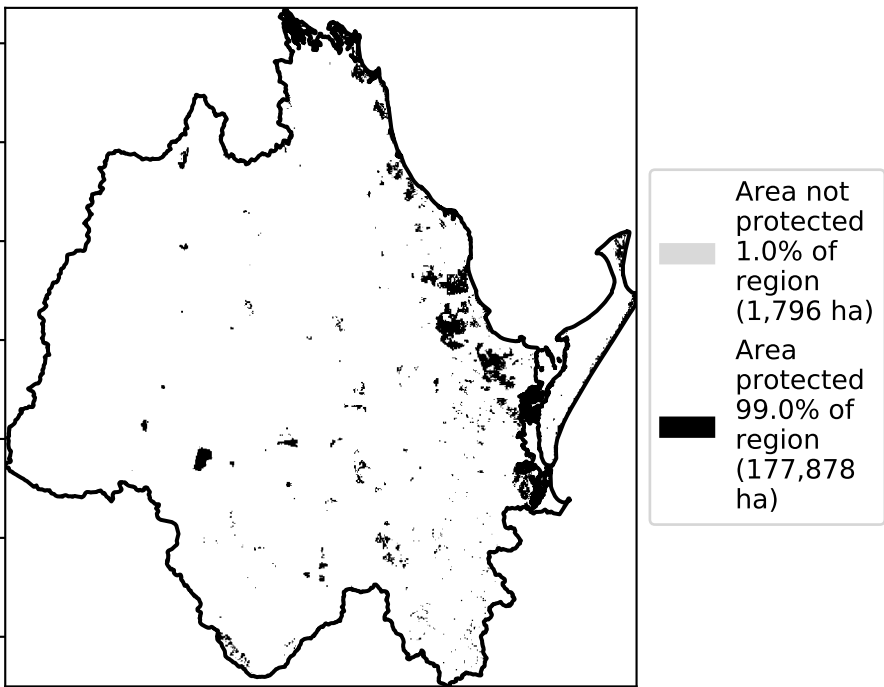 Area not
protected
1.0% of
region
(1,796 ha)
Area
protected
99.0% of
region
(177,878
ha)